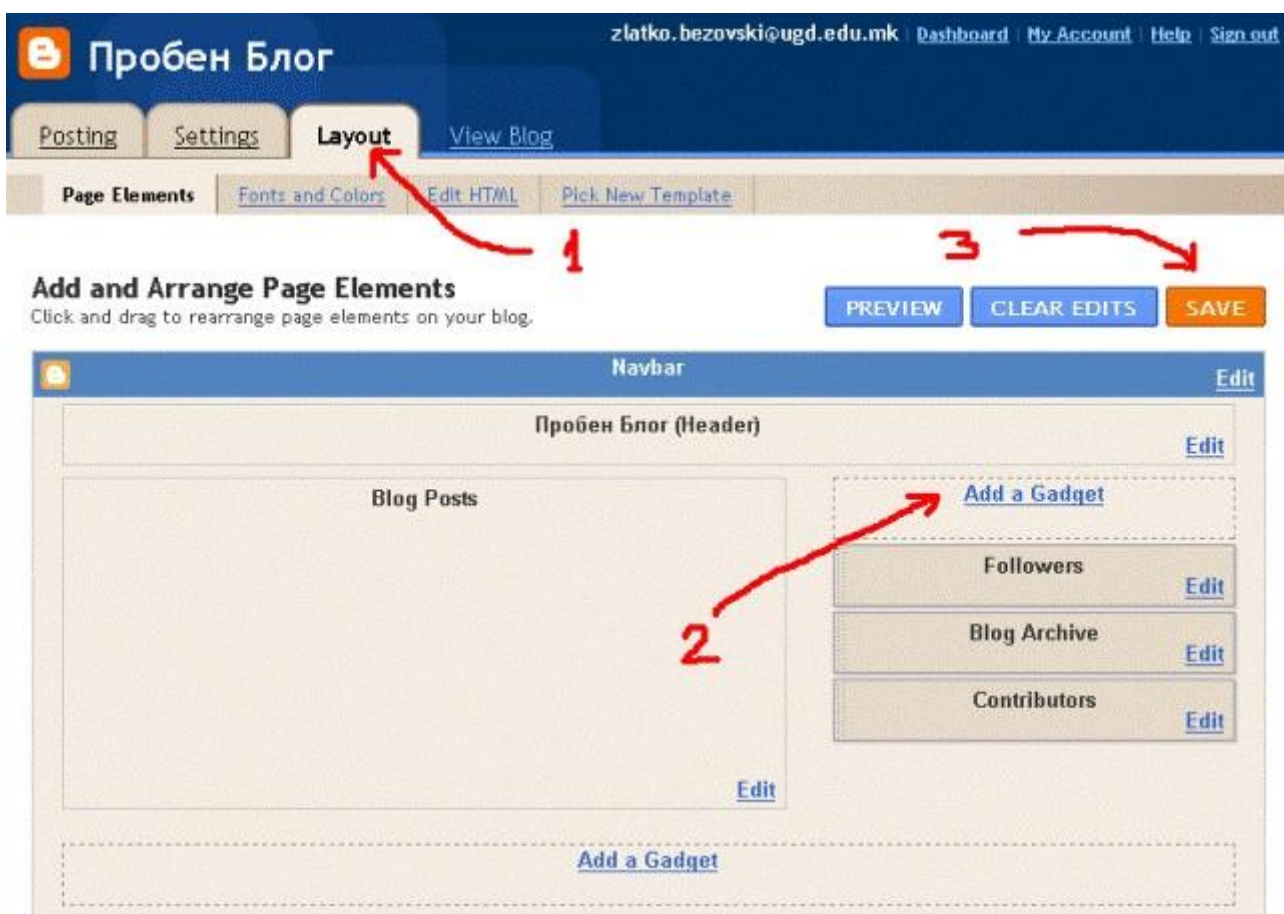 zlatko.bezovski@ugd.edu.mk | Dashboard | My Account | Help | Sign out
Пробен Блог
Posting Settings Layout View Blog
Page Elements Fonts and Colors Edit HTML Pick New Template
1
3
Add and Arrange Page Elements
Click and drag to rearrange page elements on your blog.
PREVIEW CLEAR EDITS SAVE
Navbar
Edit
Пробен Блог (Header)
Edit
Blog Posts
Add a Gadget
Followers
Edit
2
Blog Archive
Edit
Contributors
Edit
Edit
Add a Gadget